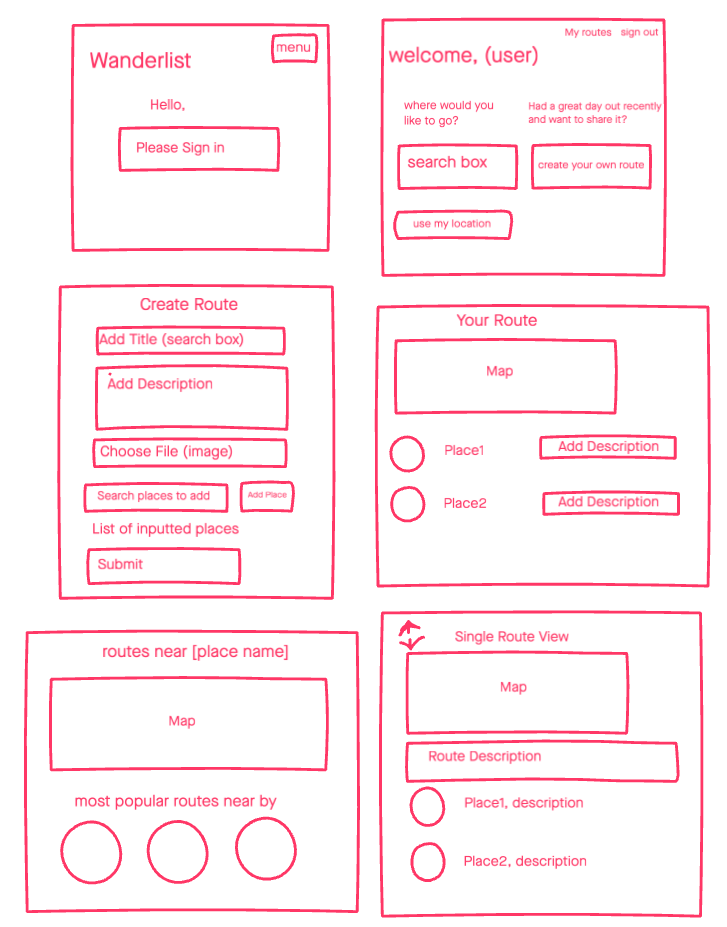 Wanderlist
menu
Hello,
Please Sign in
My routes sign out
welcome, (user)
where would you
like to go?
Had a great day out recently
and want to share it?
search box
create your own route
use my location
Create Route
Add Title (search box)
Add Description
Choose File (image)
Search places to add
Add Place
List of inputted places
Submit
Your Route
Map
Place1
Add Description
Place2
Add Description
routes near [place name]
Map
most popular routes near by
Single Route View
Map
Route Description
Place1, description
Place2, description